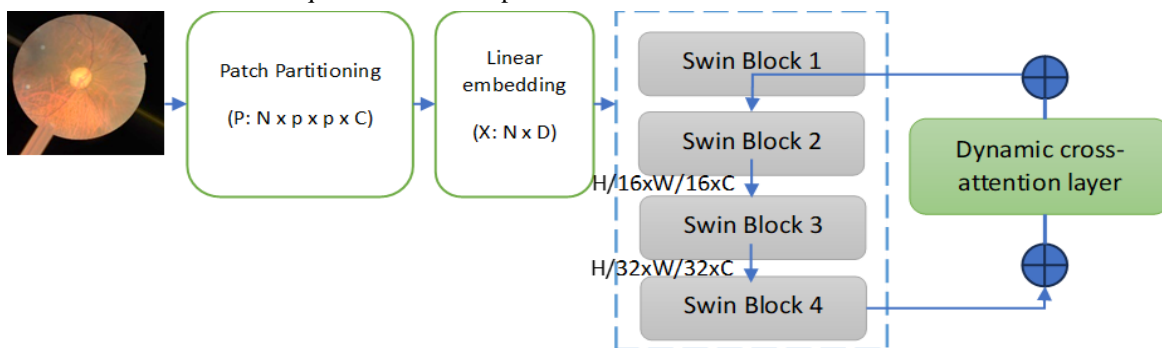 Patch Partitioning
(P: N x p x p x C)
Linear
embedding
(X: N x D)
Swin Block 1
Swin Block 2
H/16xW/16xC
Swin Block 3
H/32xW/32xC
Swin Block 4
Dynamic cross-
attention layer